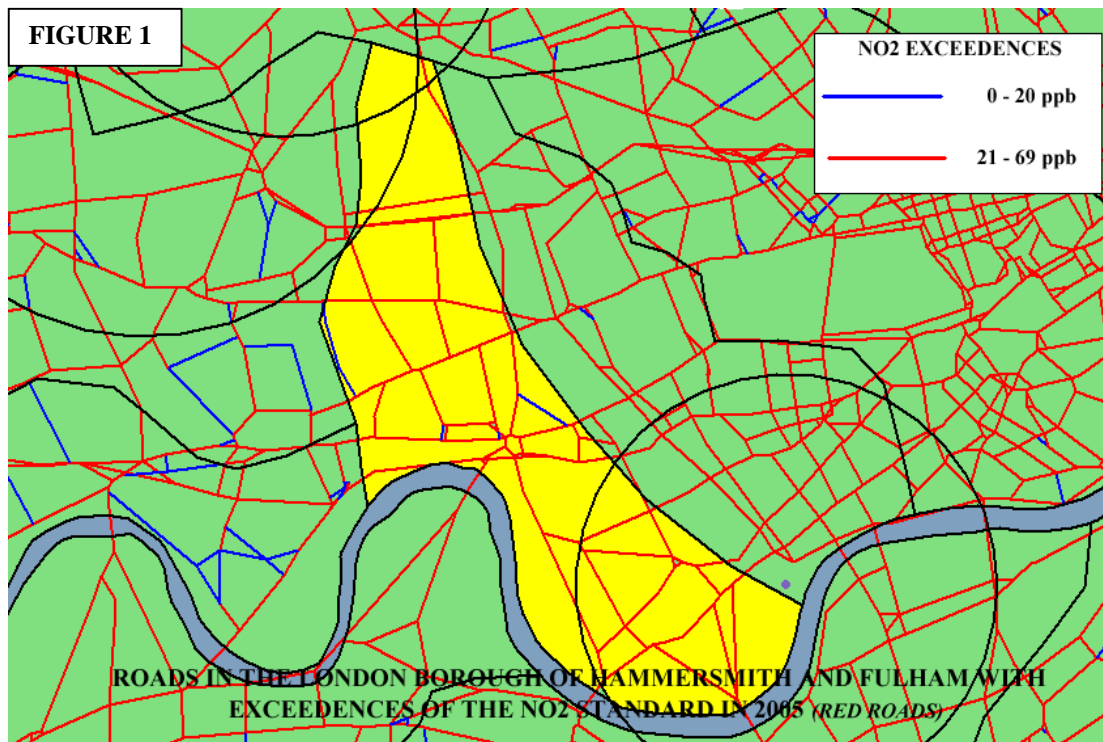 FIGURE 1
NO2 EXCEEDENCES
0 - 20 ppb
21 - 69 ppb
ROADS IN THE LONDON BOROUGH OF HAMMERSMITH AND FULHAM WITH
EXCEEDENCES OF THE NO2 STANDARD IN 2005 (RED ROADS)